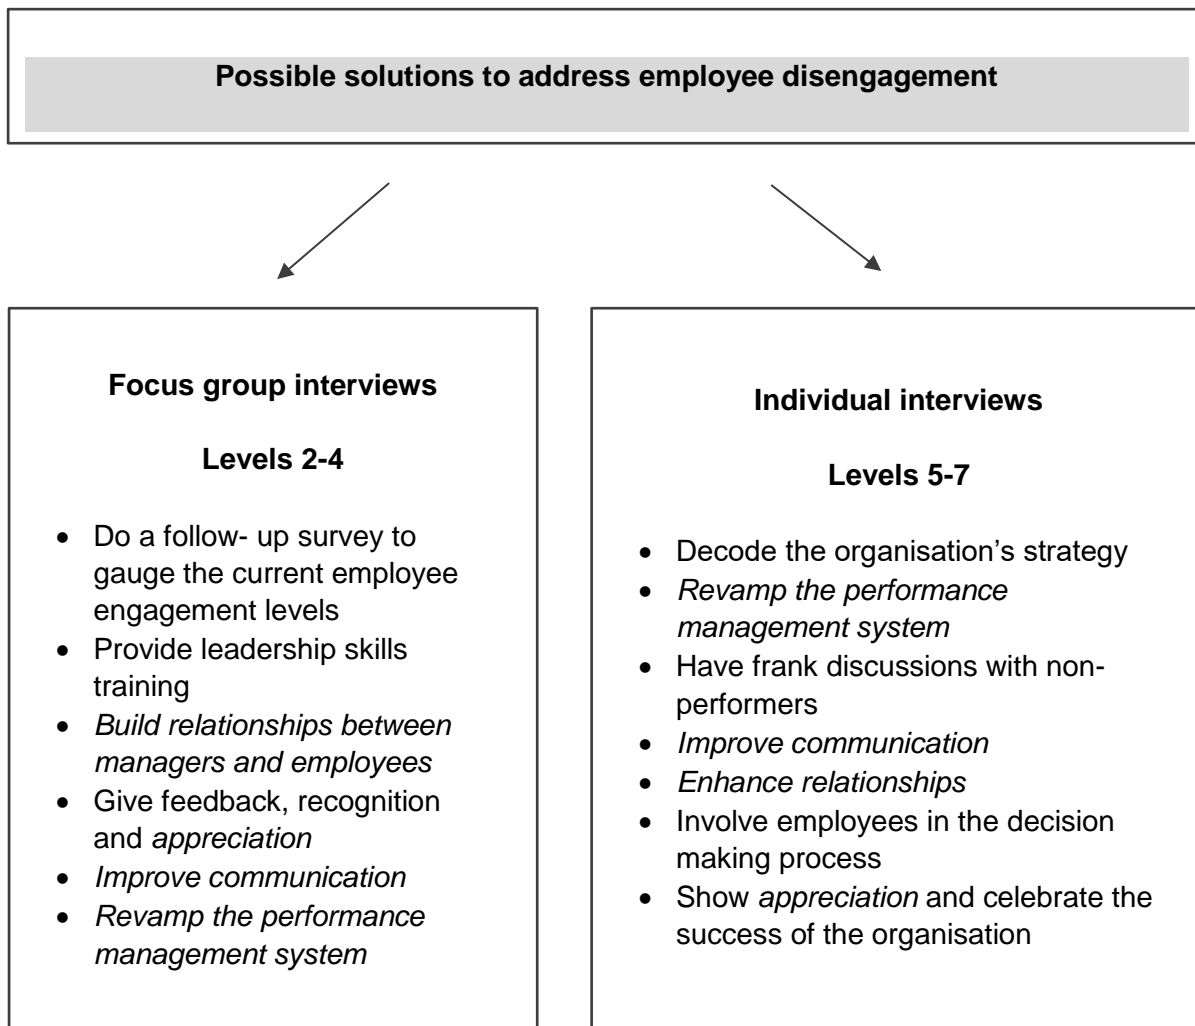 Possible solutions to address employee disengagement
Focus group interviews
Levels 2-4
• Do a follow- up survey to
gauge the current employee
engagement levels
• Provide leadership skills
training
• Build relationships between
managers and employees
• Give feedback, recognition
and appreciation
• Improve communication
• Revamp the performance
management system
Individual interviews
Levels 5-7
• Decode the organisation’s strategy
• Revamp the performance
management system
• Have frank discussions with non-
performers
• Improve communication
• Enhance relationships
• Involve employees in the decision
making process
• Show appreciation and celebrate the
success of the organisation